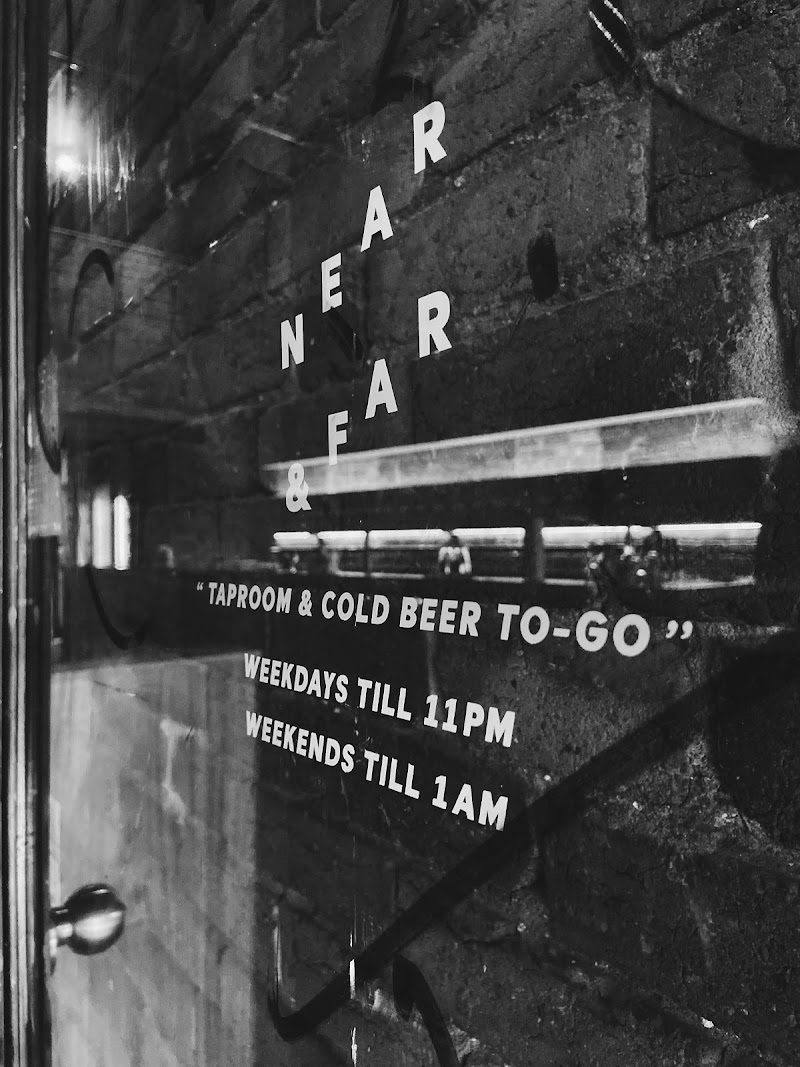 NEAR
& FAR
“ TAPROOM & COLD BEER TO-GO ”
WEEKDAYS TILL 11PM
WEEKENDS TILL 1AM